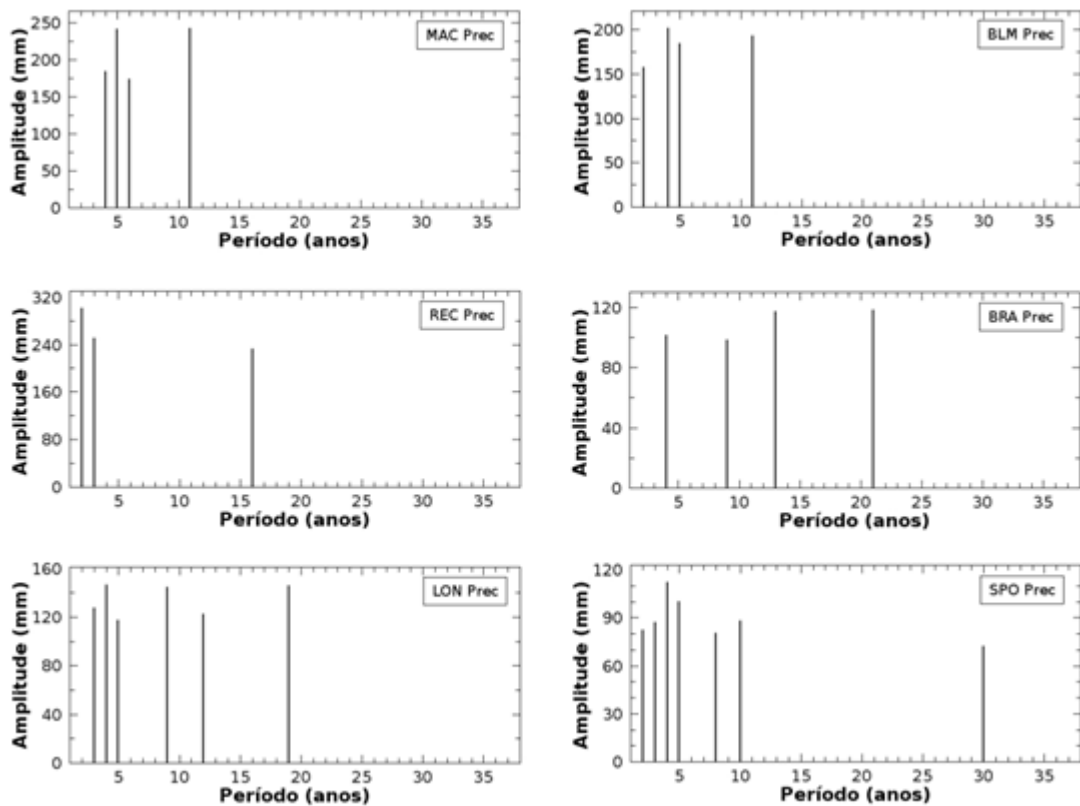 250
200
150
100
50
0
Amplitude (mm)
MAC Prec
5 10 15 20 25 30 35
Período (anos)
200
150
100
50
0
Amplitude (mm)
BLM Prec
5 10 15 20 25 30 35
Período (anos)
320
240
160
80
0
Amplitude (mm)
REC Prec
5 10 15 20 25 30 35
Período (anos)
120
80
40
0
Amplitude (mm)
BRA Prec
5 10 15 20 25 30 35
Período (anos)
160
120
80
40
0
Amplitude (mm)
LON Prec
5 10 15 20 25 30 35
Período (anos)
120
90
60
30
0
Amplitude (mm)
SPO Prec
5 10 15 20 25 30 35
Período (anos)